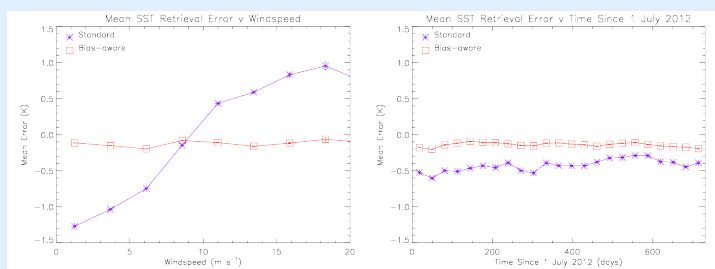 Mean SST Retrieval Error v Windspeed
Standard
Bias-aware
Mean Error (K)
1.5
1.0
0.5
0.0
-0.5
-1.0
-1.5
0 5 10 15 20
Windspeed (m s⁻¹)
Mean SST Retrieval Error v Time Since 1 July 2012
Standard
Bias-aware
Mean Error (K)
1.5
1.0
0.5
0.0
-0.5
-1.0
-1.5
0 200 400 600
Time Since 1 July 2012 (days)